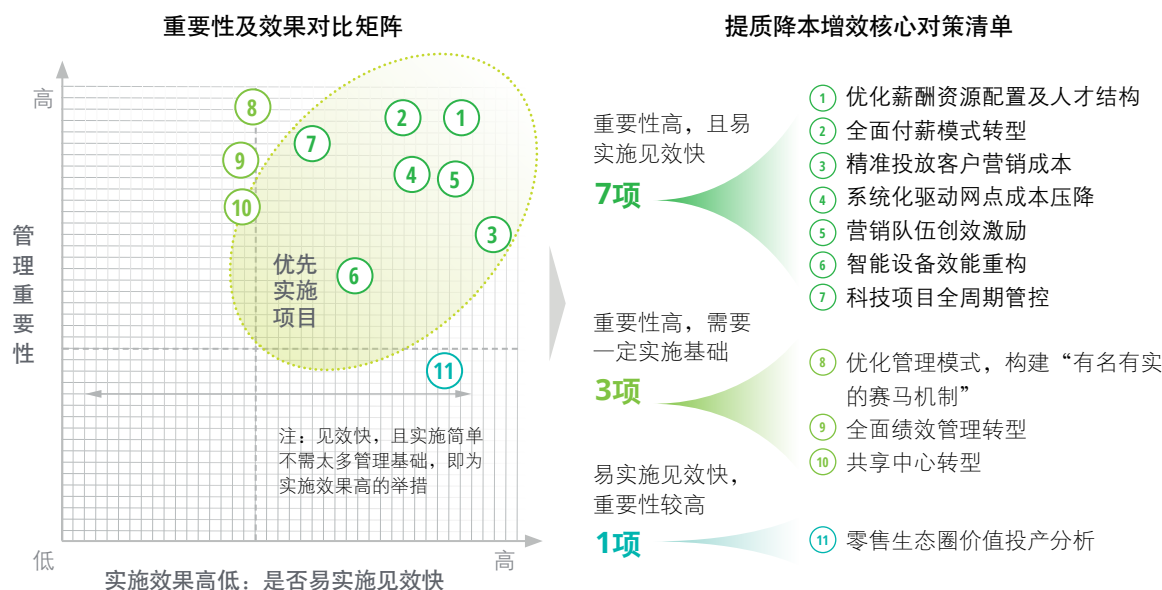 重要性及效果对比矩阵
高
管
理
重
要
性
8
9
10
7
2
1
4
5
3
6
优先
实施
项目
11
注：见效快，且实施简单
不需太多管理基础，即为
实施效果高的举措
低
高
实施效果高低：是否易实施见效快
提质降本增效核心对策清单
重要性高，且易
实施见效快
7项
1 优化薪酬资源配置及人才结构
2 全面付薪模式转型
3 精准投放客户营销成本
4 系统化驱动网点成本压降
5 营销队伍创效激励
6 智能设备效能重构
7 科技项目全周期管控
重要性高，需要
一定实施基础
3项
8 优化管理模式，构建“有名有实
的赛马机制”
9 全面绩效管理转型
10 共享中心转型
易实施见效快，
重要性较高
1项
11 零售生态圈价值投产分析